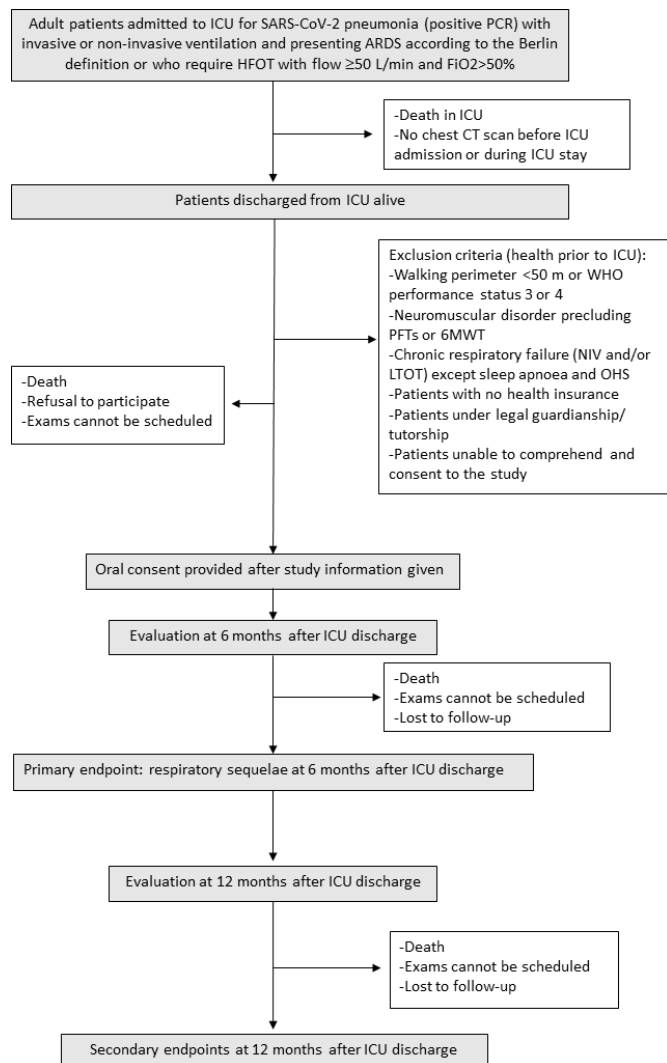 Adult patients admitted to ICU for SARS-CoV-2 pneumonia (positive PCR) with
invasive or non-invasive ventilation and presenting ARDS according to the Berlin
definition or who require HFOT with flow ≥50 L/min and FiO2>50%
-Death in ICU
-No chest CT scan before ICU
admission or during ICU stay
Patients discharged from ICU alive
Exclusion criteria (health prior to ICU):
-Walking perimeter <50 m or WHO
performance status 3 or 4
-Neuromuscular disorder precluding
PFTs or 6MWT
-Chronic respiratory failure (NIV and/or
LTOT) except sleep apnoea and OHS
-Patients with no health insurance
-Patients under legal guardianship/
tutorship
-Patients unable to comprehend and
consent to the study
-Death
-Refusal to participate
-Exams cannot be scheduled
Oral consent provided after study information given
Evaluation at 6 months after ICU discharge
-Death
-Exams cannot be scheduled
-Lost to follow-up
Primary endpoint: respiratory sequelae at 6 months after ICU discharge
Evaluation at 12 months after ICU discharge
-Death
-Exams cannot be scheduled
-Lost to follow-up
Secondary endpoints at 12 months after ICU discharge